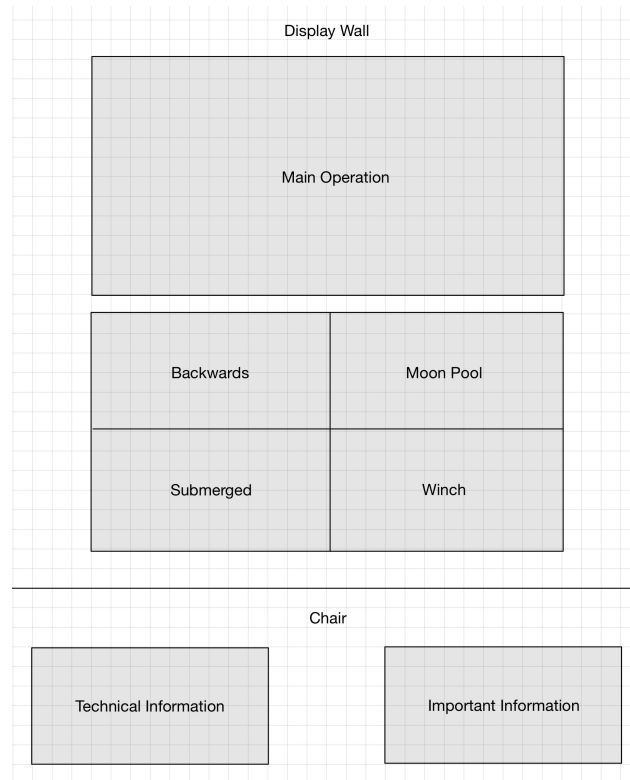 Display Wall
Main Operation
Backwards
Moon Pool
Submerged
Winch
Chair
Technical Information
Important Information